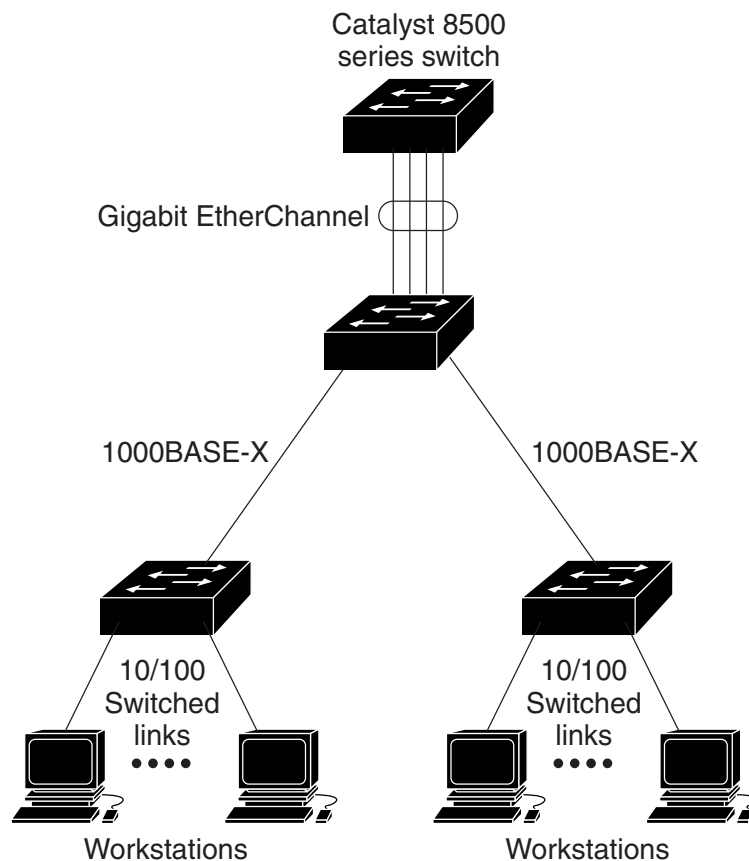 Catalyst 8500
series switch
Gigabit EtherChannel
1000BASE-X
1000BASE-X
10/100
Switched
links
10/100
Switched
links
Workstations
Workstations